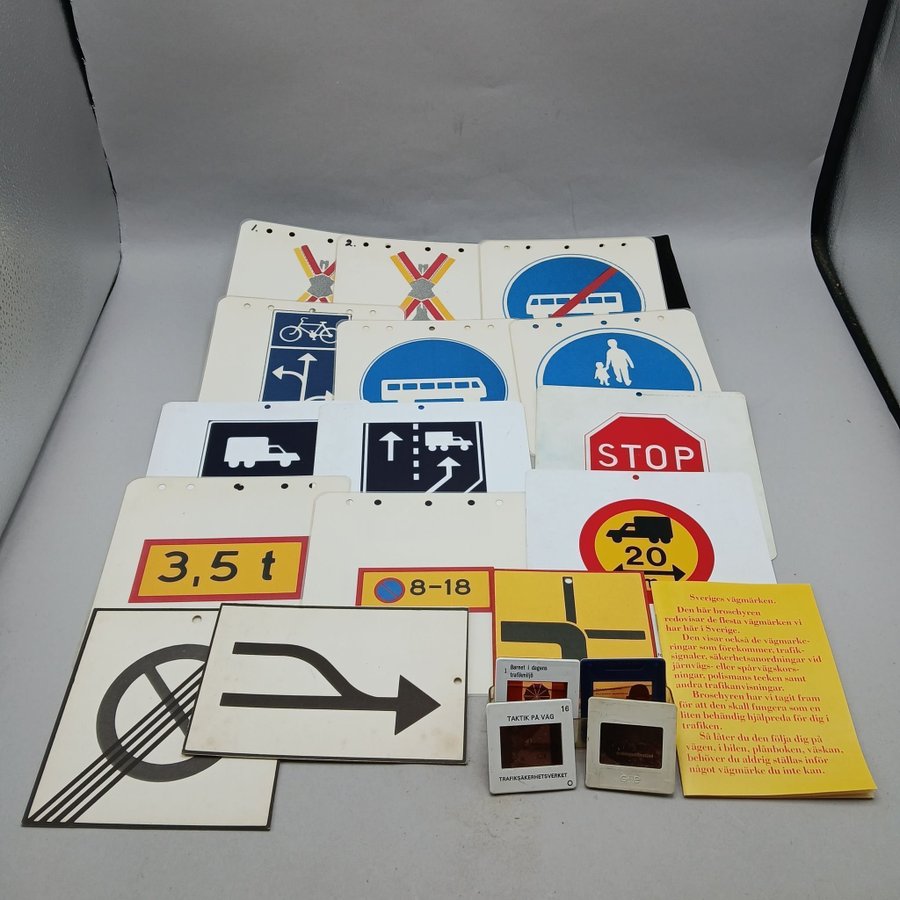 1.
2.
STOP
20
m
3,5 t
8-18
Barnet i dagens
trafikmiljö
16
TAKTIK PÅ VÄG
TRAFIKSÄKERHETSVERKET
Sveriges vägmärken.
Den här broschyren
redovisar de flesta vägmärken vi
har här i Sverige.
Den visar också de vägmarke-
ringar som förekommer, trafik-
signaler, säkerhetsanordningar vid
järnvägs- eller spårvägskors-
ningar, polismans tecken samt
andra trafikanvisningar.
Broschyren har vi tagit fram
för att den skall fungera som en
liten behändig hjälpreda för dig i
trafiken.
Så låter du den följa dig på
vägen, i bilen, plånboken, väskan,
behöver du aldrig ställas inför
något vägmärke du inte kan.